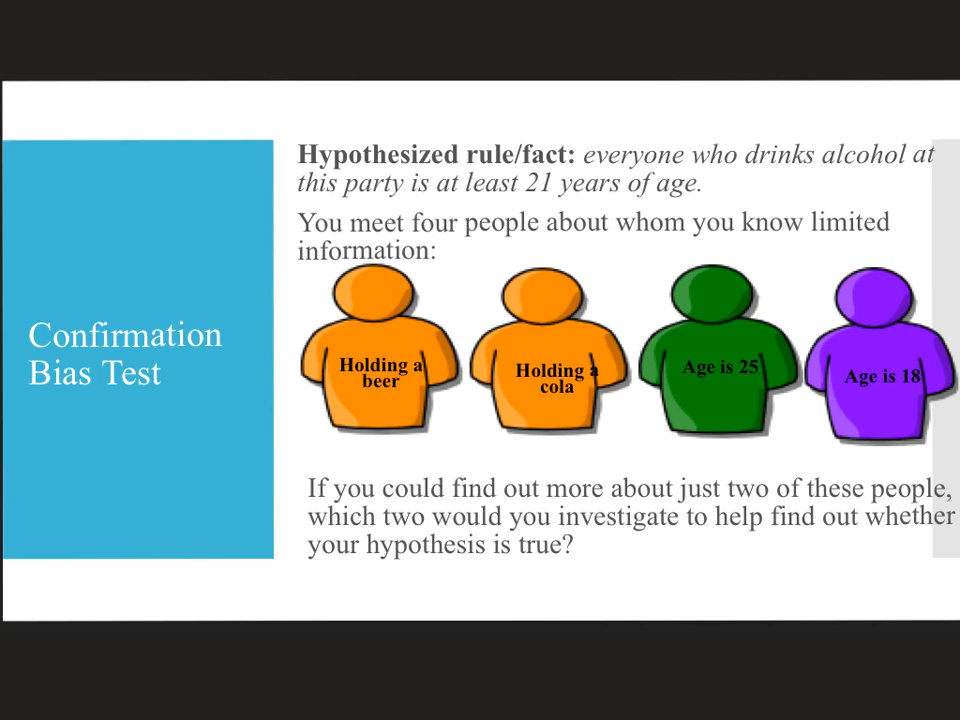 Confirmation
Bias Test
Hypothesized rule/fact: everyone who drinks alcohol at
this party is at least 21 years of age.
You meet four people about whom you know limited
information:
Holding a
beer
Holding a
cola
Age is 25
Age is 18
If you could find out more about just two of these people,
which two would you investigate to help find out whether
your hypothesis is true?